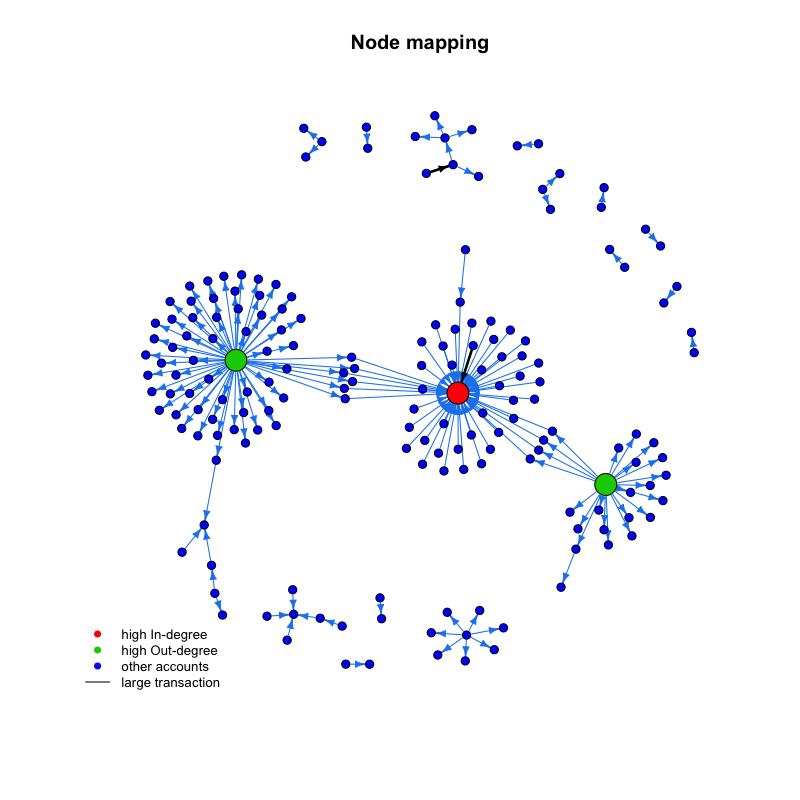 Node mapping
high In-degree
high Out-degree
other accounts
large transaction